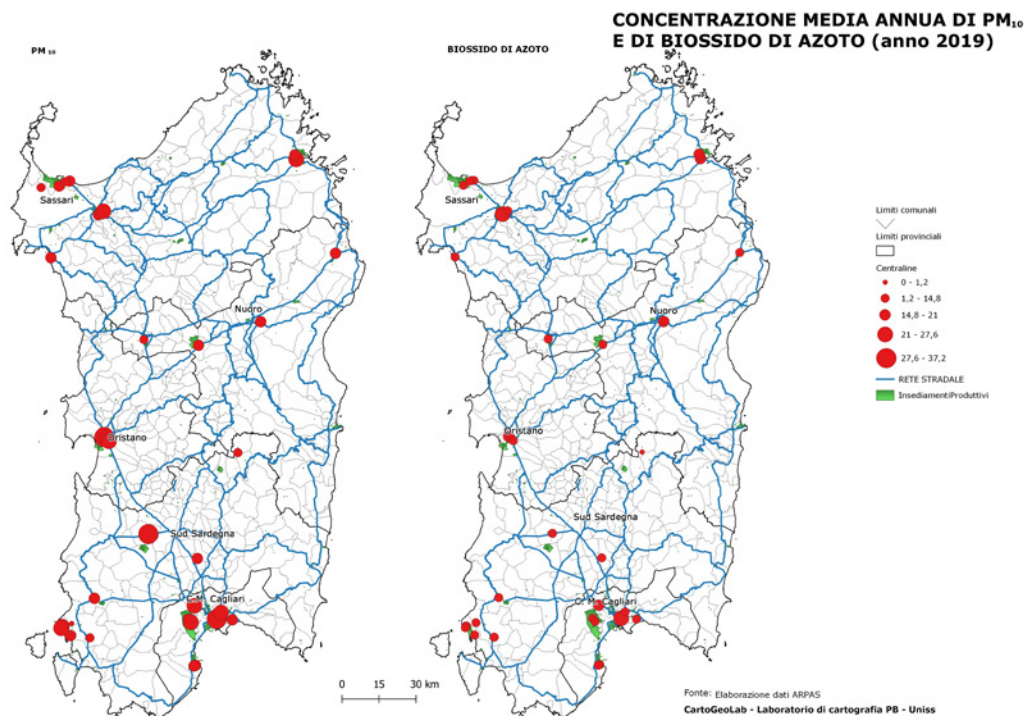 CONCENTRAZIONE MEDIA ANNUA DI PM₁₀
E DI BIOSSIDO DI AZOTO (anno 2019)
PM ₁₀
Sassari
Nuoro
Oristano
Sud Sardegna
C. M. Cagliari
BIOSSIDO DI AZOTO
Sassari
Nuoro
Oristano
Sud Sardegna
C. M. Cagliari
Limiti comunali
Limiti provinciali
Centraline
0 - 1,2
1,2 - 14,8
14,8 - 21
21 - 27,6
27,6 - 37,2
RETE STRADALE
InsediamentiProduttivi
0 15 30 km
Fonte: Elaborazione dati ARPAS
CartoGeoLab - Laboratorio di cartografia PB - Uniss